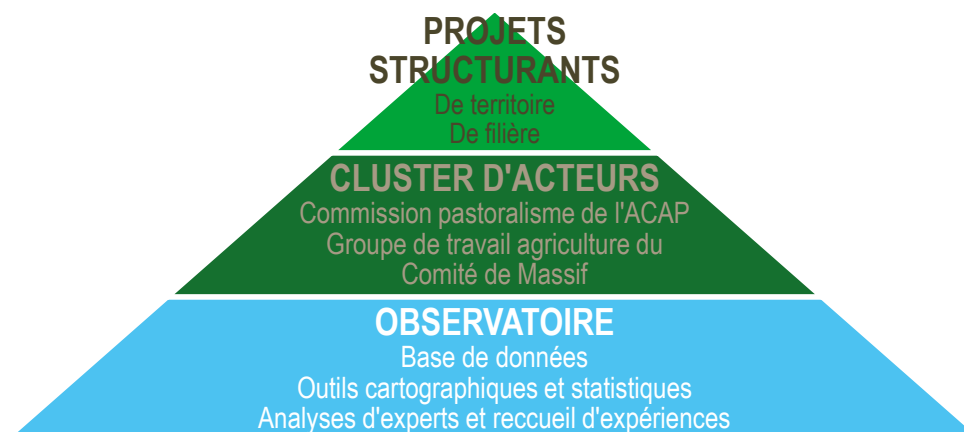 PROJETS
STRUCTURANTS
De territoire
De filière
CLUSTER D'ACTEURS
Commission pastoralisme de l'ACAP
Groupe de travail agriculture du
Comité de Massif
OBSERVATOIRE
Base de données
Outils cartographiques et statistiques
Analyses d'experts et reccueil d'expériences